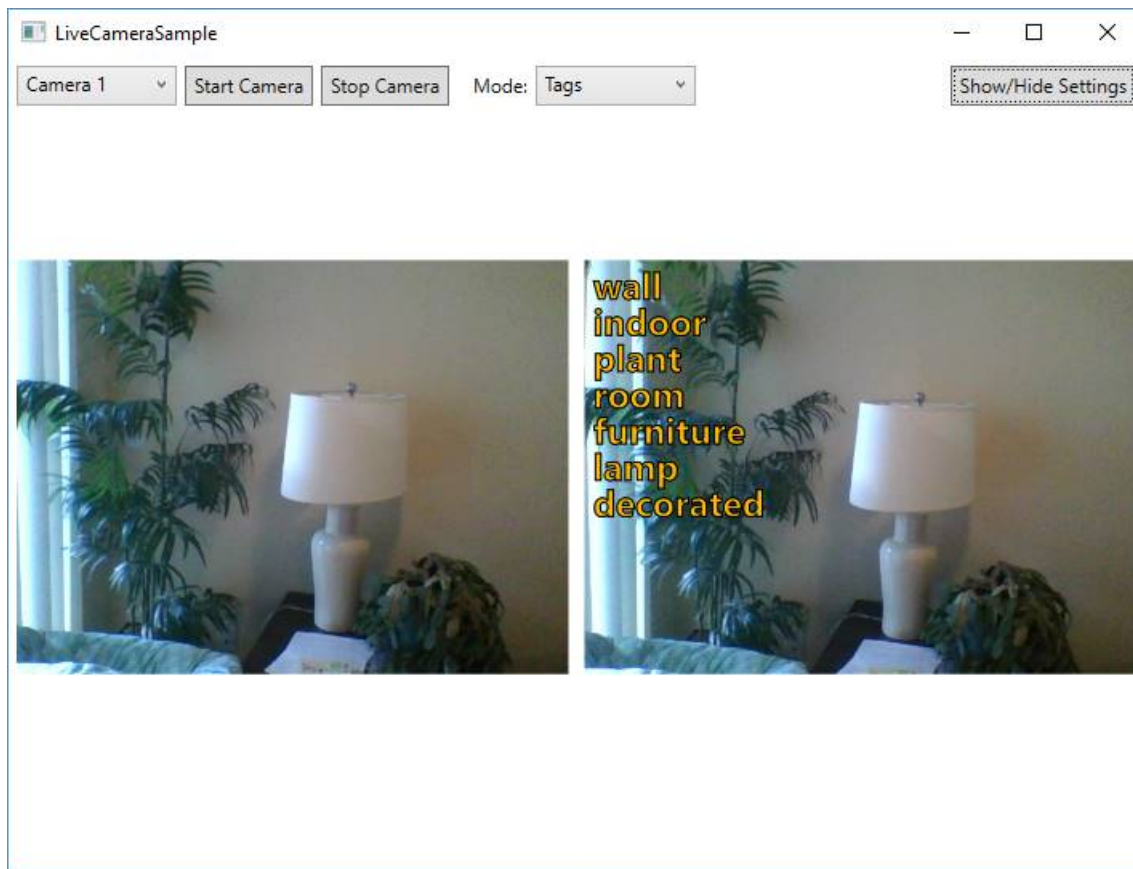 LiveCameraSample
Camera 1 Start Camera Stop Camera Mode: Tags Show/Hide Settings
wall
indoor
plant
room
furniture
lamp
decorated